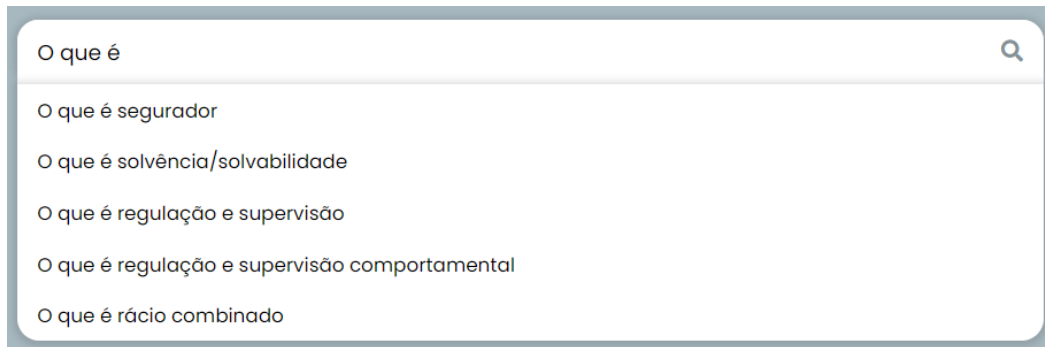 O que é
O que é segurador
O que é solvência/solvabilidade
O que é regulação e supervisão
O que é regulação e supervisão comportamental
O que é rácio combinado